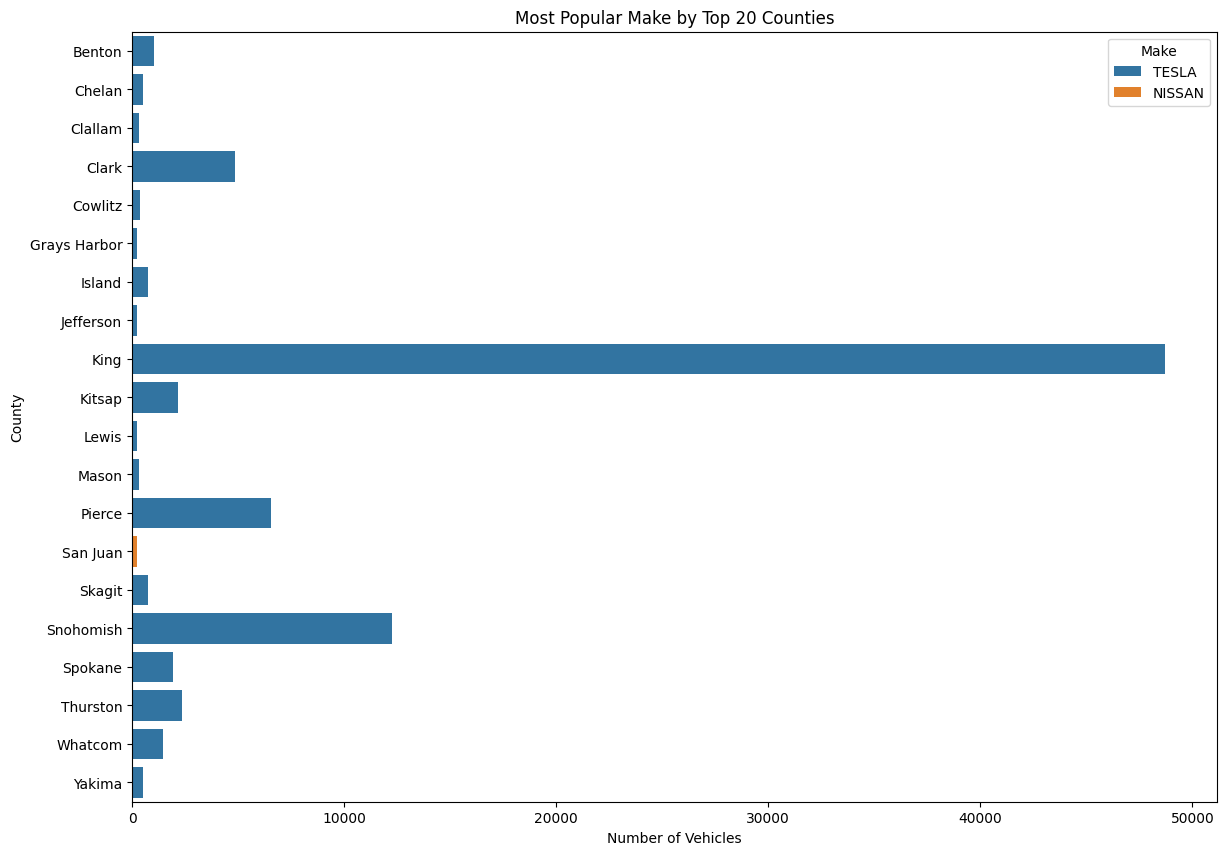 Most Popular Make by Top 20 Counties
Make
TESLA
NISSAN
County
Benton
Chelan
Clallam
Clark
Cowlitz
Grays Harbor
Island
Jefferson
King
Kitsap
Lewis
Mason
Pierce
San Juan
Skagit
Snohomish
Spokane
Thurston
Whatcom
Yakima
0 10000 20000 30000 40000 50000
Number of Vehicles